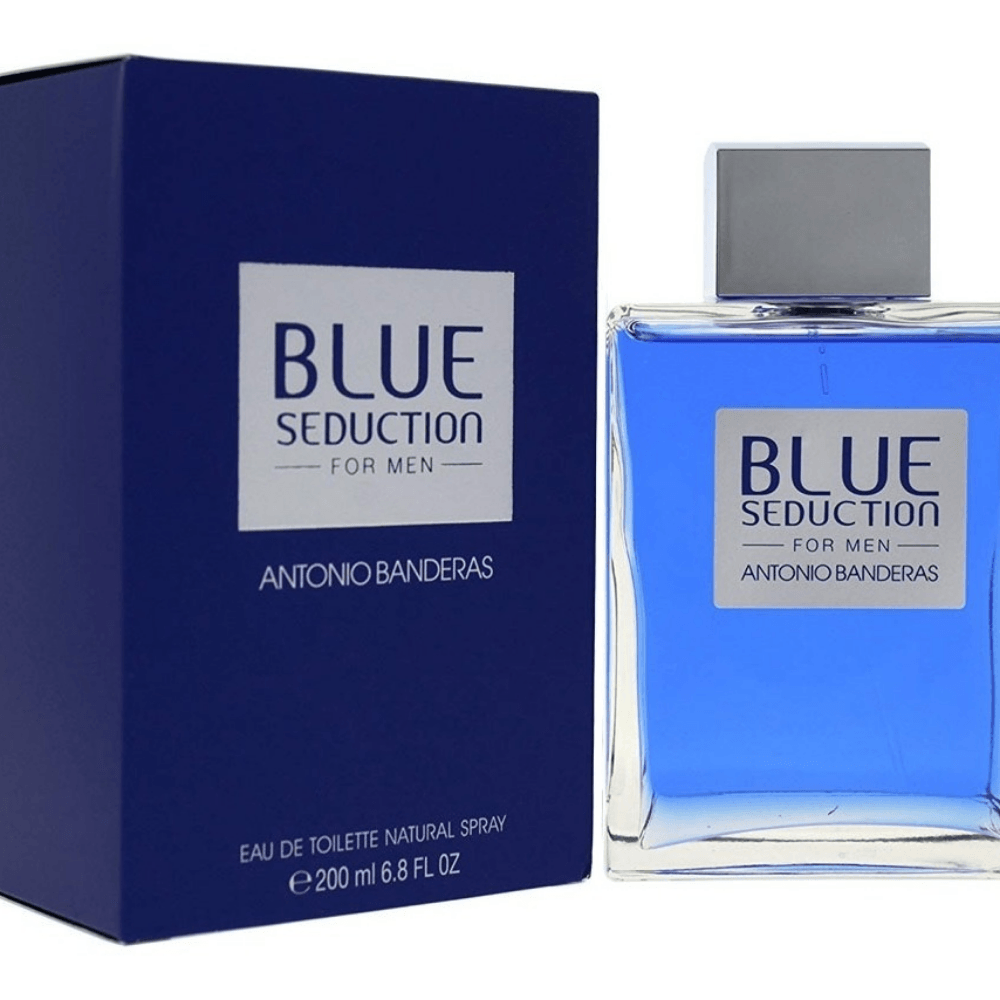 BLUE
SEDUCTION
FOR MEN
ANTONIO BANDERAS
EAU DE TOILETTE NATURAL SPRAY
℮ 200 ml 6.8 FL OZ
BLUE
SEDUCTION
FOR MEN
ANTONIO BANDERAS